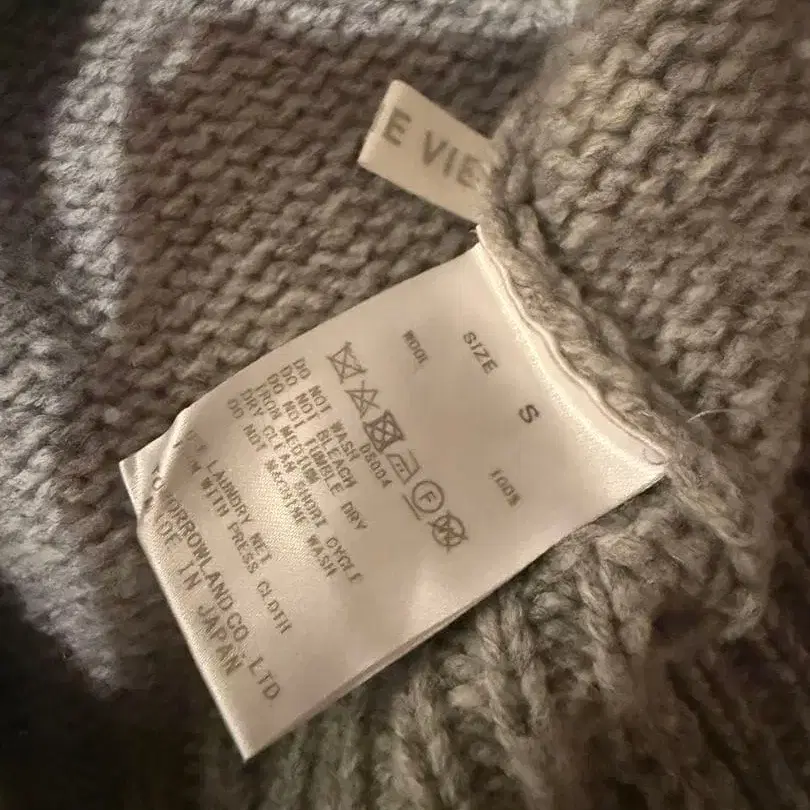 E VIE
SIZE S
WOOL 100%
DS004
DO NOT WASH
DO NOT BLEACH
DO NOT TUMBLE DRY
IRON MEDIUM
DRY CLEAN SHORT CYCLE
DO NOT MACHINE WASH
LAUNDRY NET
WITH PRESS CLOTH
TOMORROWLAND CO., LTD.
MADE IN JAPAN